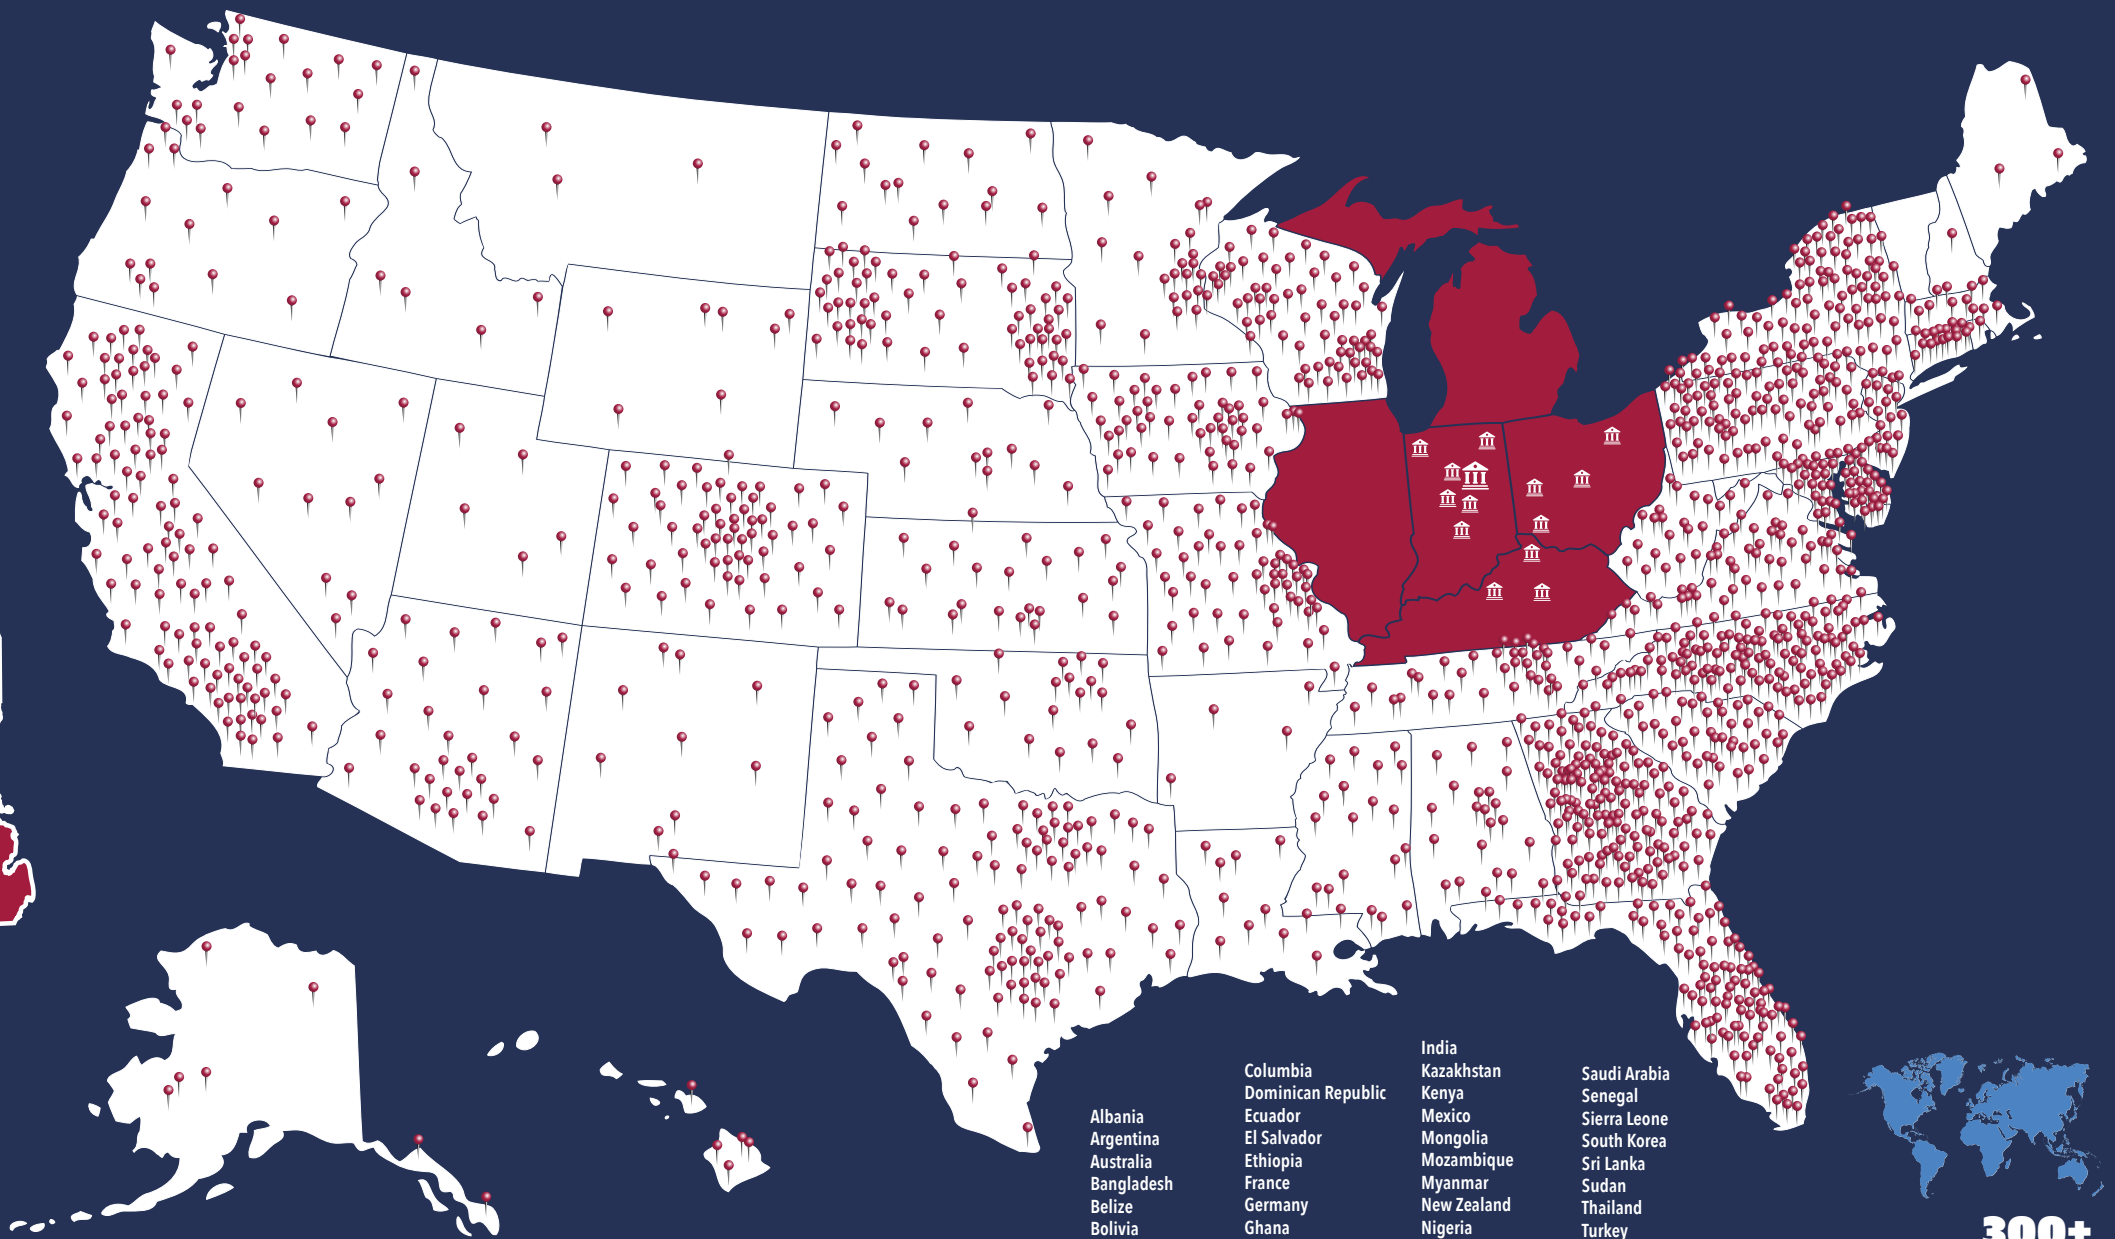 Albania
Argentina
Australia
Bangladesh
Belize
Bolivia
Columbia
Dominican Republic
Ecuador
El Salvador
Ethiopia
France
Germany
Ghana
India
Kazakhstan
Kenya
Mexico
Mongolia
Mozambique
Myanmar
New Zealand
Nigeria
Saudi Arabia
Senegal
Sierra Leone
South Korea
Sri Lanka
Sudan
Thailand
Turkey
300+